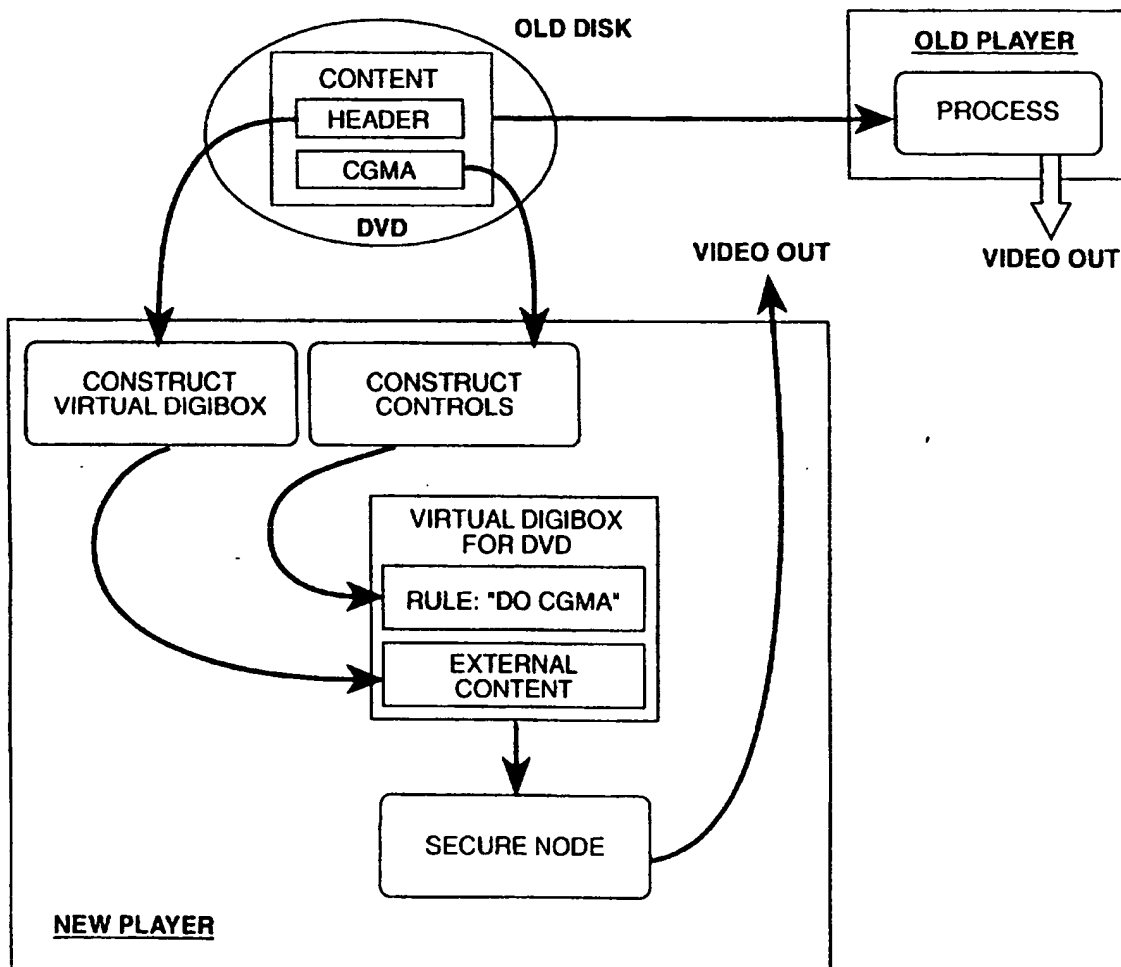 OLD DISK
CONTENT
HEADER
CGMA
DVD
OLD PLAYER
PROCESS
VIDEO OUT
VIDEO OUT
CONSTRUCT
VIRTUAL DIGIBOX
CONSTRUCT
CONTROLS
VIRTUAL DIGIBOX
FOR DVD
RULE: "DO CGMA"
EXTERNAL
CONTENT
SECURE NODE
NEW PLAYER